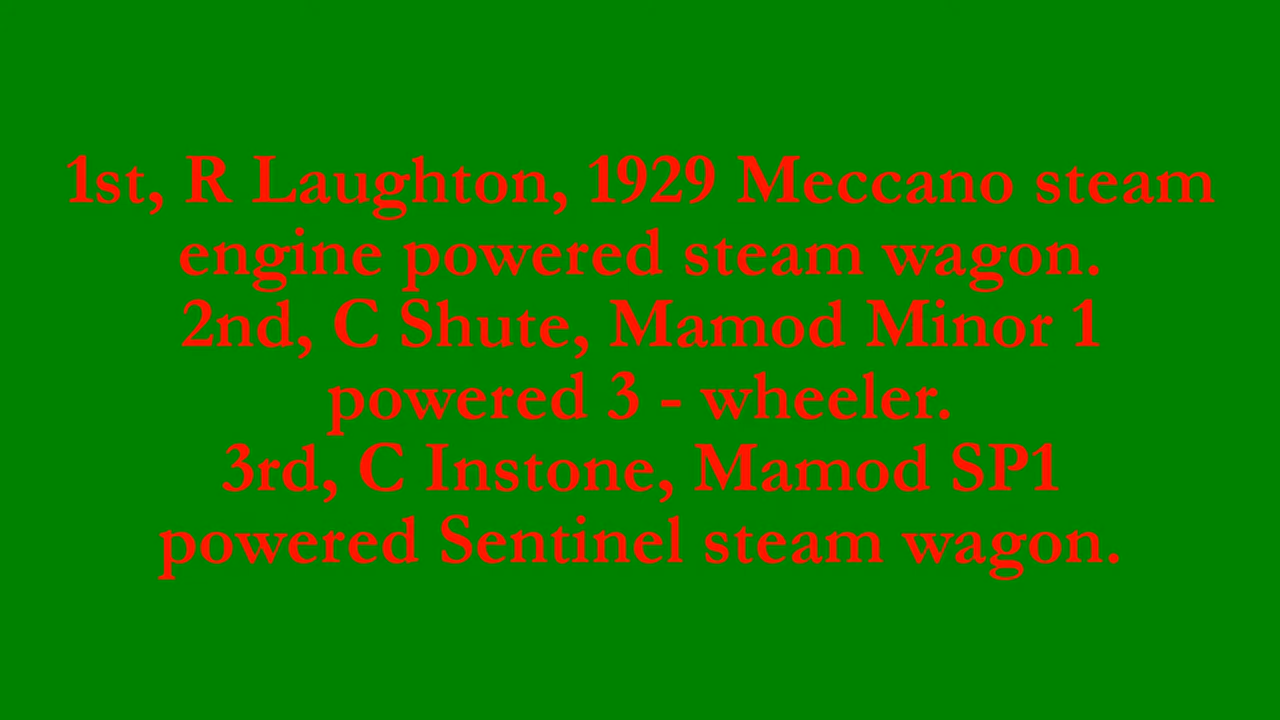 1st, R Laughton, 1929 Meccano steam
engine powered steam wagon.
2nd, C Shute, Mamod Minor 1
powered 3 - wheeler.
3rd, C Instone, Mamod SP1
powered Sentinel steam wagon.